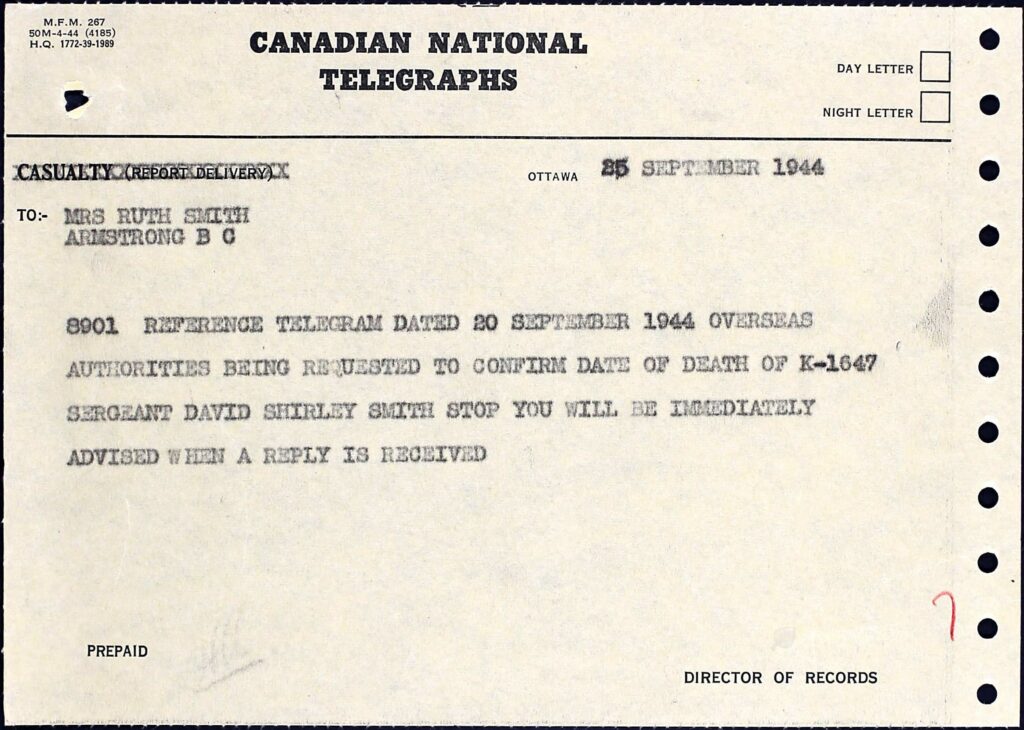 M.F.M. 267
50M-4-44 (4185)
H.Q. 1772-39-1989
CANADIAN NATIONAL
TELEGRAPHS
DAY LETTER
NIGHT LETTER
CASUALTY (REPORT DELIVERY)
OTTAWA 25 SEPTEMBER 1944
TO:- MRS RUTH SMITH
ARMSTRONG B C
8901 REFERENCE TELEGRAM DATED 20 SEPTEMBER 1944 OVERSEAS
AUTHORITIES BEING REQUESTED TO CONFIRM DATE OF DEATH OF K-1647
SERGEANT DAVID SHIRLEY SMITH STOP YOU WILL BE IMMEDIATELY
ADVISED WHEN A REPLY IS RECEIVED
PREPAID
DIRECTOR OF RECORDS